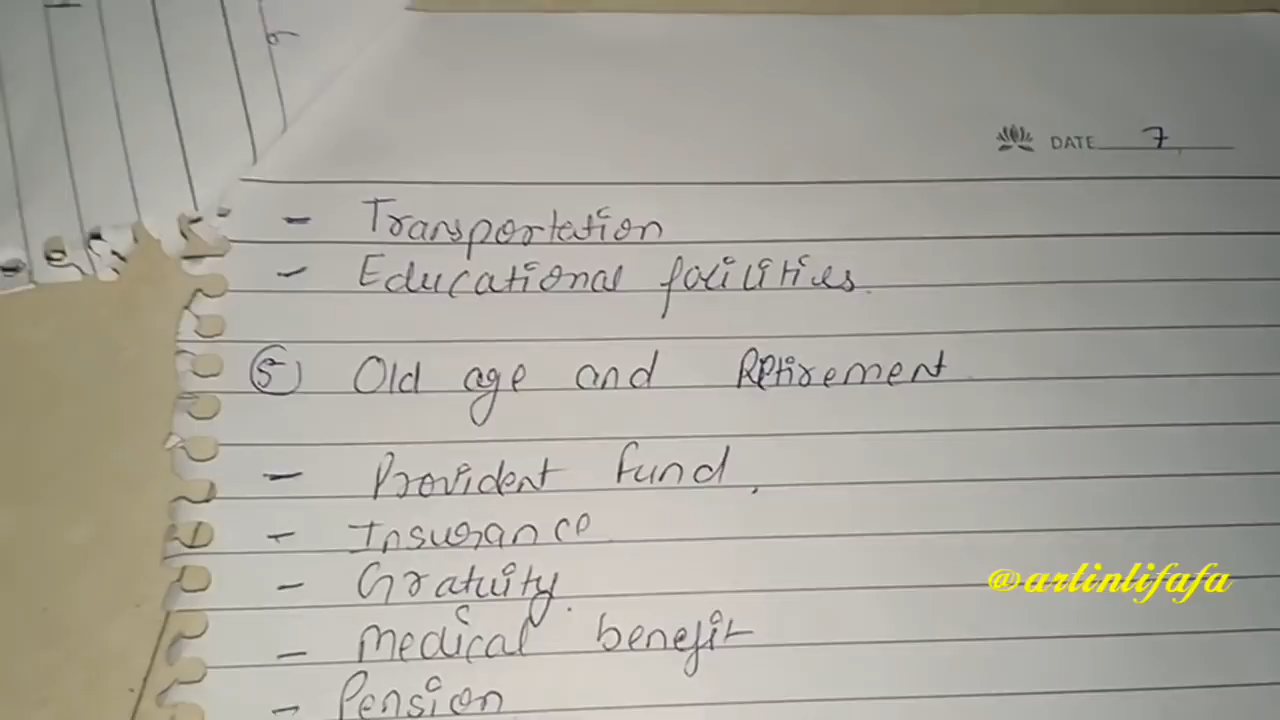 DATE 7
- Transportation
- Educational facilities.
⑤ Old age and Retirement
- Provident fund.
- Insurance
- Gratuity.
- Medical benefit
- Pension
@artinlifafa